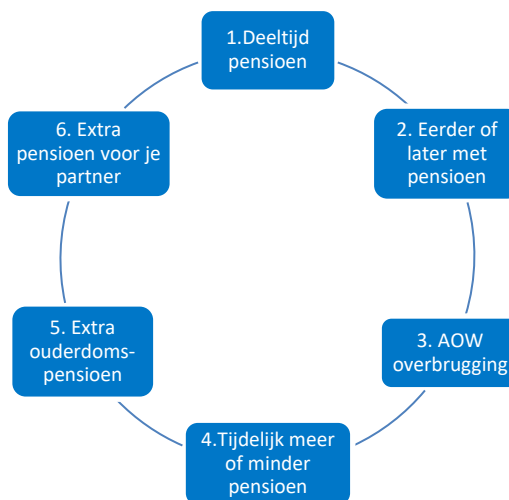 1.Deeltijd
pensioen
2. Eerder of
later met
pensioen
3. AOW
overbrugging
4.Tijdelijk meer
of minder
pensioen
5. Extra
ouderdoms-
pensioen
6. Extra
pensioen voor je
partner